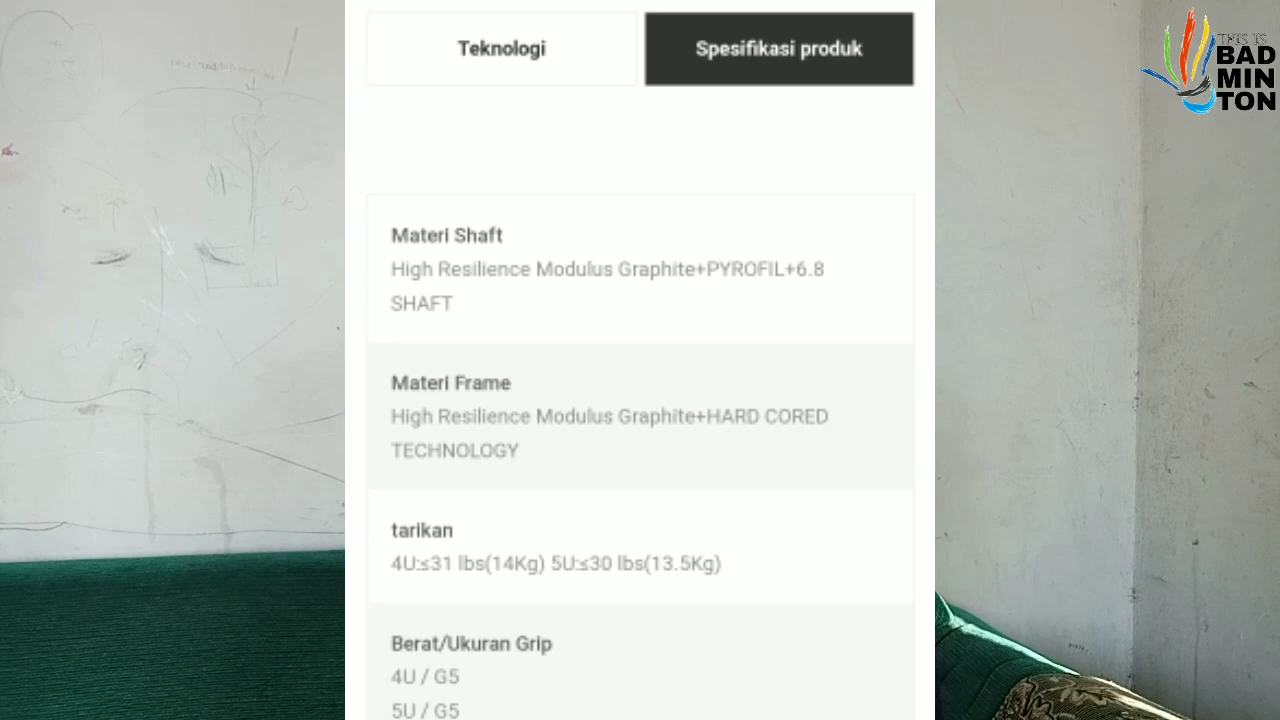 Teknologi
Spesifikasi produk
THIS IS
BAD
MIN
TON
Materi Shaft
High Resilience Modulus Graphite+PYROFIL+6.8
SHAFT
Materi Frame
High Resilience Modulus Graphite+HARD CORED
TECHNOLOGY
tarikan
4U:≤31 lbs(14Kg) 5U:≤30 lbs(13.5Kg)
Berat/Ukuran Grip
4U / G5
5U / G5